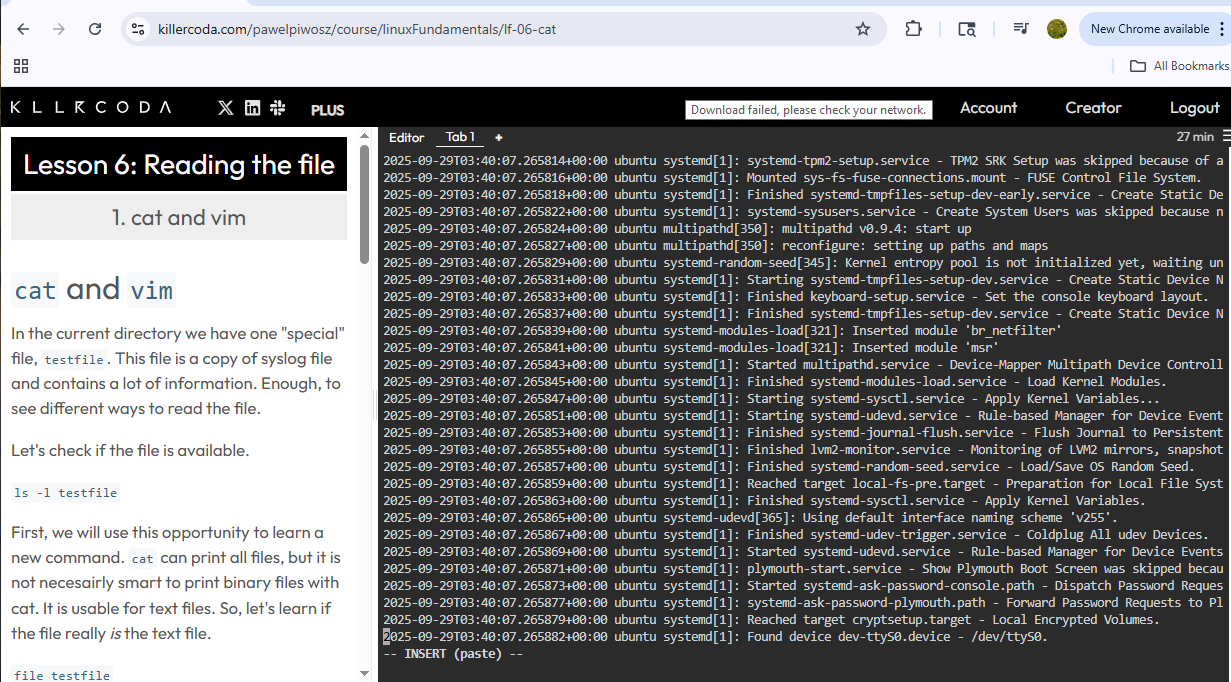 killercoda.com/pawelpiwosz/course/linuxFundamentals/lf-06-cat
New Chrome available
All Bookmarks
KLLRCODA
PLUS
Download failed, please check your network.
Account
Creator
Logout
Lesson 6: Reading the file
1. cat and vim
cat and vim
In the current directory we have one "special"
file, testfile. This file is a copy of syslog file
and contains a lot of information. Enough, to
see different ways to read the file.
Let's check if the file is available.
ls -l testfile
First, we will use this opportunity to learn a
new command. cat can print all files, but it is
not necesairly smart to print binary files with
cat. It is usable for text files. So, let's learn if
the file really is the text file.
file testfile
Editor Tab 1 +
27 min
2025-09-29T03:40:07.265814+00:00 ubuntu systemd[1]: systemd-tpm2-setup.service - TPM2 SRK Setup was skipped because of a
2025-09-29T03:40:07.265816+00:00 ubuntu systemd[1]: Mounted sys-fs-fuse-connections.mount - FUSE Control File System.
2025-09-29T03:40:07.265818+00:00 ubuntu systemd[1]: Finished systemd-tmpfiles-setup-dev-early.service - Create Static De
2025-09-29T03:40:07.265822+00:00 ubuntu systemd[1]: systemd-sysusers.service - Create System Users was skipped because n
2025-09-29T03:40:07.265824+00:00 ubuntu multipathd[350]: multipathd v0.9.4: start up
2025-09-29T03:40:07.265827+00:00 ubuntu multipathd[350]: reconfigure: setting up paths and maps
2025-09-29T03:40:07.265829+00:00 ubuntu systemd-random-seed[345]: Kernel entropy pool is not initialized yet, waiting un
2025-09-29T03:40:07.265831+00:00 ubuntu systemd[1]: Starting systemd-tmpfiles-setup-dev.service - Create Static Device N
2025-09-29T03:40:07.265833+00:00 ubuntu systemd[1]: Finished keyboard-setup.service - Set the console keyboard layout.
2025-09-29T03:40:07.265837+00:00 ubuntu systemd[1]: Finished systemd-tmpfiles-setup-dev.service - Create Static Device N
2025-09-29T03:40:07.265839+00:00 ubuntu systemd-modules-load[321]: Inserted module 'br_netfilter'
2025-09-29T03:40:07.265841+00:00 ubuntu systemd-modules-load[321]: Inserted module 'msr'
2025-09-29T03:40:07.265843+00:00 ubuntu systemd[1]: Started multipathd.service - Device-Mapper Multipath Device Controll
2025-09-29T03:40:07.265845+00:00 ubuntu systemd[1]: Finished systemd-modules-load.service - Load Kernel Modules.
2025-09-29T03:40:07.265847+00:00 ubuntu systemd[1]: Starting systemd-sysctl.service - Apply Kernel Variables...
2025-09-29T03:40:07.265851+00:00 ubuntu systemd[1]: Starting systemd-udevd.service - Rule-based Manager for Device Event
2025-09-29T03:40:07.265853+00:00 ubuntu systemd[1]: Finished systemd-journal-flush.service - Flush Journal to Persistent
2025-09-29T03:40:07.265855+00:00 ubuntu systemd[1]: Finished lvm2-monitor.service - Monitoring of LVM2 mirrors, snapshot
2025-09-29T03:40:07.265857+00:00 ubuntu systemd[1]: Finished systemd-random-seed.service - Load/Save OS Random Seed.
2025-09-29T03:40:07.265859+00:00 ubuntu systemd[1]: Reached target local-fs-pre.target - Preparation for Local File Syst
2025-09-29T03:40:07.265863+00:00 ubuntu systemd[1]: Finished systemd-sysctl.service - Apply Kernel Variables.
2025-09-29T03:40:07.265865+00:00 ubuntu systemd-udevd[365]: Using default interface naming scheme 'v255'.
2025-09-29T03:40:07.265867+00:00 ubuntu systemd[1]: Finished systemd-udev-trigger.service - Coldplug All udev Devices.
2025-09-29T03:40:07.265869+00:00 ubuntu systemd[1]: Started systemd-udevd.service - Rule-based Manager for Device Events
2025-09-29T03:40:07.265871+00:00 ubuntu systemd[1]: plymouth-start.service - Show Plymouth Boot Screen was skipped becau
2025-09-29T03:40:07.265873+00:00 ubuntu systemd[1]: Started systemd-ask-password-console.path - Dispatch Password Reques
2025-09-29T03:40:07.265877+00:00 ubuntu systemd[1]: systemd-ask-password-plymouth.path - Forward Password Requests to Pl
2025-09-29T03:40:07.265879+00:00 ubuntu systemd[1]: Reached target cryptsetup.target - Local Encrypted Volumes.
2025-09-29T03:40:07.265882+00:00 ubuntu systemd[1]: Found device dev-ttyS0.device - /dev/ttyS0.
-- INSERT (paste) --